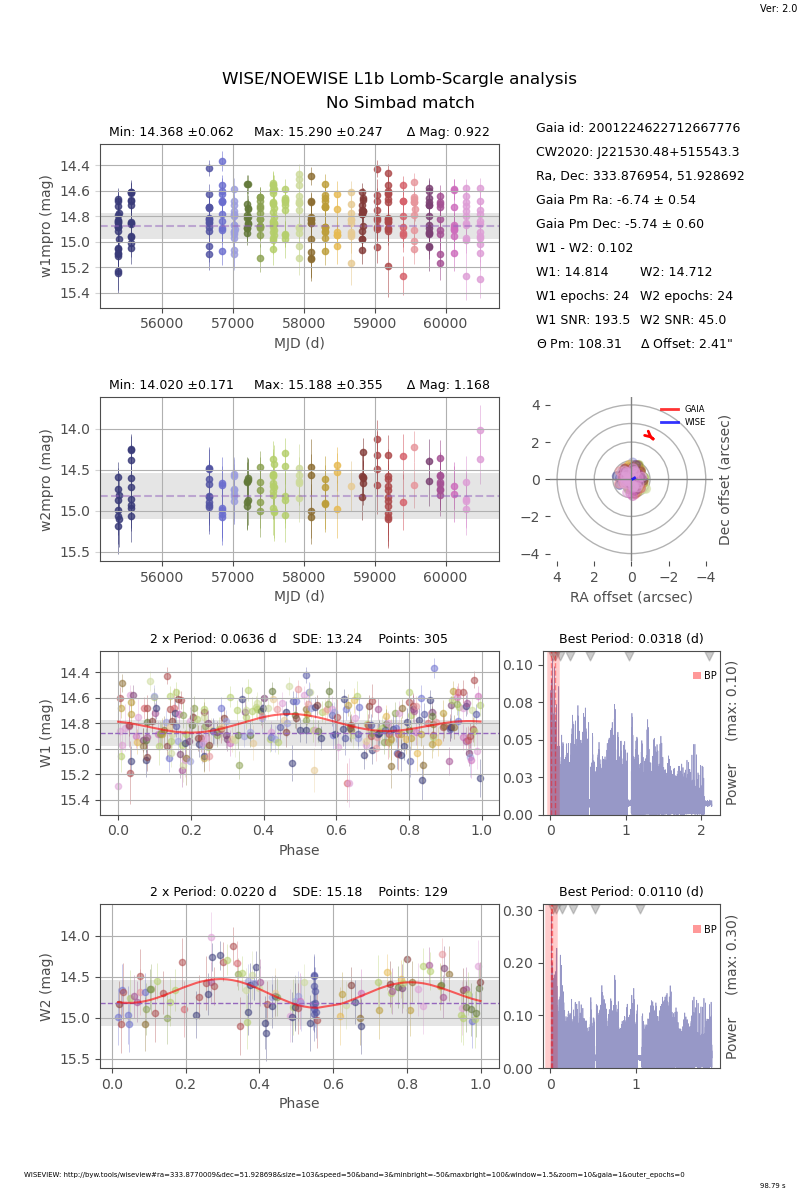 Ver: 2.0
WISE/NOEWISE L1b Lomb-Scargle analysis
No Simbad match
Min: 14.368 ±0.062 Max: 15.290 ±0.247 Δ Mag: 0.922
14.4
14.6
14.8
15.0
15.2
15.4
w1mpro (mag)
56000 57000 58000 59000 60000
MJD (d)
Gaia id: 2001224622712667776
CW2020: J221530.48+515543.3
Ra, Dec: 333.876954, 51.928692
Gaia Pm Ra: -6.74 ± 0.54
Gaia Pm Dec: -5.74 ± 0.60
W1 - W2: 0.102
W1: 14.814 W2: 14.712
W1 epochs: 24 W2 epochs: 24
W1 SNR: 193.5 W2 SNR: 45.0
Θ Pm: 108.31 Δ Offset: 2.41"
Min: 14.020 ±0.171 Max: 15.188 ±0.355 Δ Mag: 1.168
14.0
14.5
15.0
15.5
w2mpro (mag)
56000 57000 58000 59000 60000
MJD (d)
GAIA
WISE
4
2
0
−2
−4
4 2 0 −2 −4
RA offset (arcsec)
Dec offset (arcsec)
2 x Period: 0.0636 d SDE: 13.24 Points: 305
14.4
14.6
14.8
15.0
15.2
15.4
W1 (mag)
0.0 0.2 0.4 0.6 0.8 1.0
Phase
Best Period: 0.0318 (d)
BP
0.10
0.08
0.05
0.03
0.00
0 1 2
Power (max: 0.10)
2 x Period: 0.0220 d SDE: 15.18 Points: 129
14.0
14.5
15.0
15.5
W2 (mag)
0.0 0.2 0.4 0.6 0.8 1.0
Phase
Best Period: 0.0110 (d)
BP
0.30
0.20
0.10
0.00
0 1
Power (max: 0.30)
WISEVIEW: http://byw.tools/wiseview#ra=333.8770009&dec=51.928698&size=103&speed=50&band=3&minbright=-50&maxbright=100&window=1.5&zoom=10&gaia=1&outer_epochs=0
98.79 s